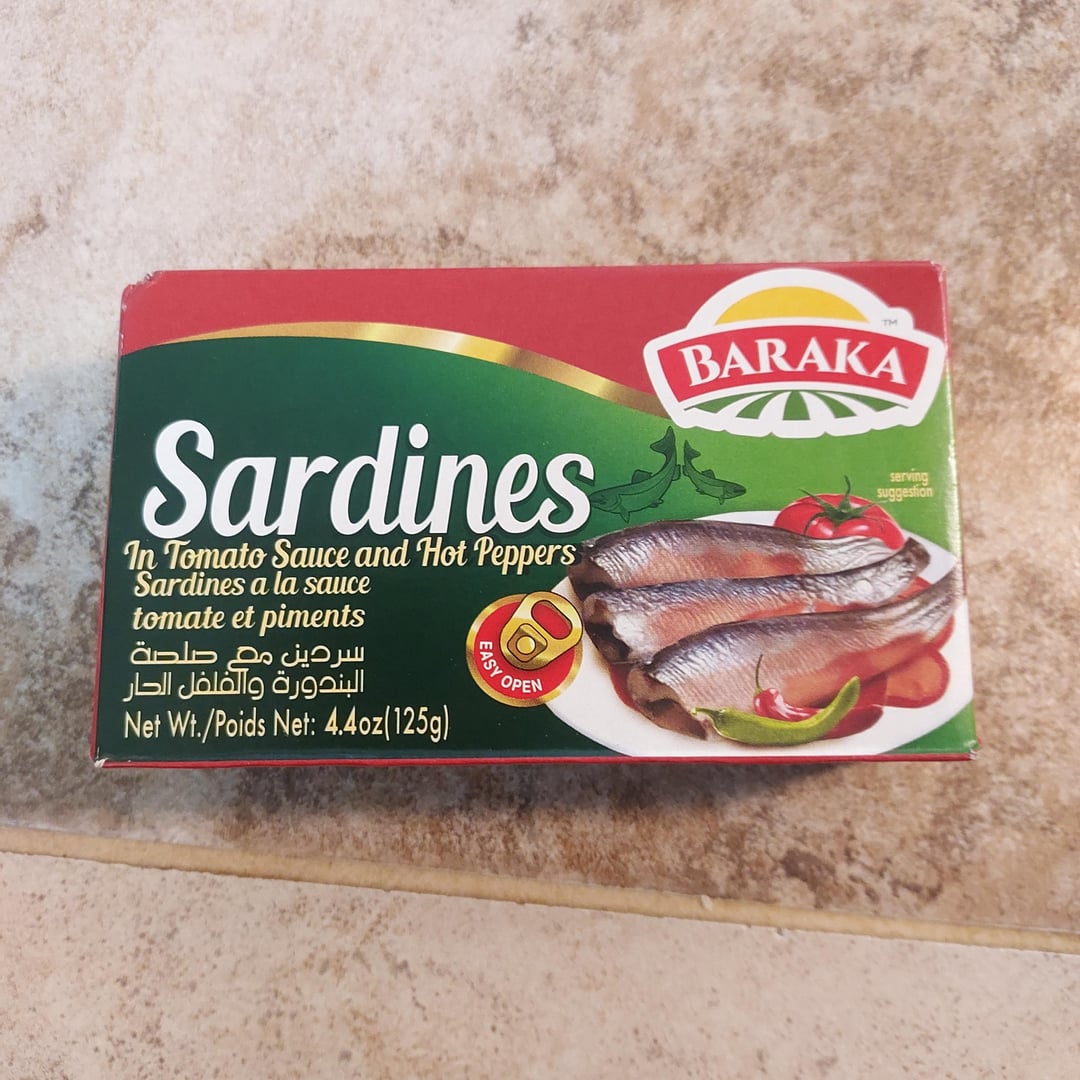 BARAKA
TM
serving
suggestion
Sardines
In Tomato Sauce and Hot Peppers
Sardines a la sauce
tomate et piments
سردين مع صلصة
البندورة والفلفل الحار
EASY OPEN
Net Wt./Poids Net: 4.4oz(125g)